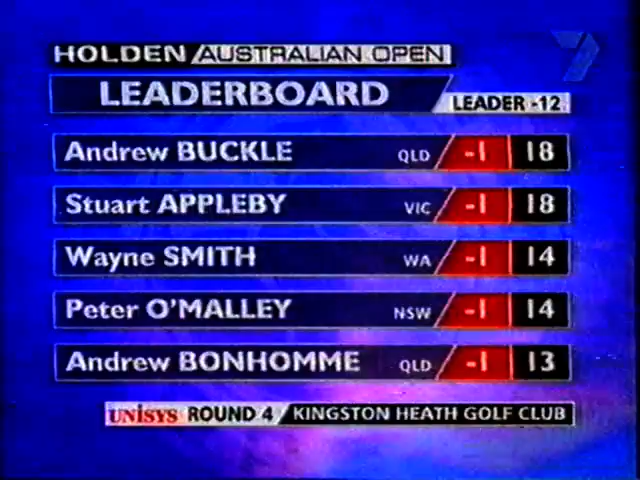 HOLDEN AUSTRALIAN OPEN
7
LEADERBOARD
LEADER -12
Andrew BUCKLE QLD -1 18
Stuart APPLEBY VIC -1 18
Wayne SMITH WA -1 14
Peter O'MALLEY NSW -1 14
Andrew BONHOMME QLD -1 13
UNiSYS ROUND 4 KINGSTON HEATH GOLF CLUB